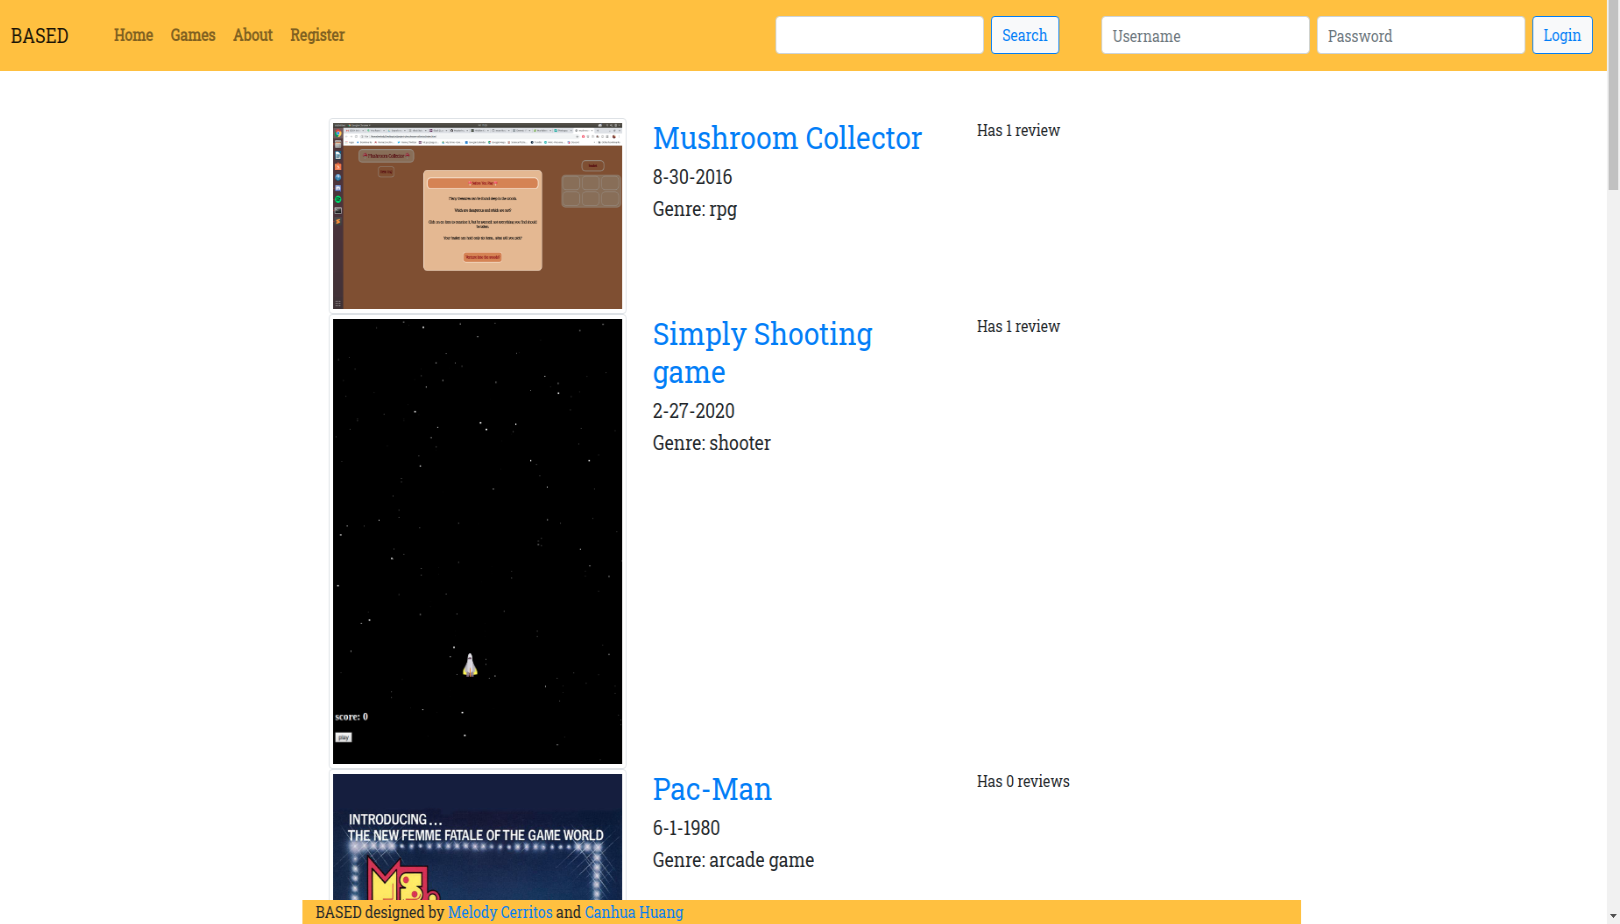 BASED
Home Games About Register
Search
Username
Password
Login
Mushroom Collector
8-30-2016
Genre: rpg
Has 1 review
Simply Shooting
game
2-27-2020
Genre: shooter
Has 1 review
score: 0
play
Pac-Man
6-1-1980
Genre: arcade game
Has 0 reviews
INTRODUCING...
THE NEW FEMME FATALE OF THE GAME WORLD
BASED designed by Melody Cerritos and Canhua Huang